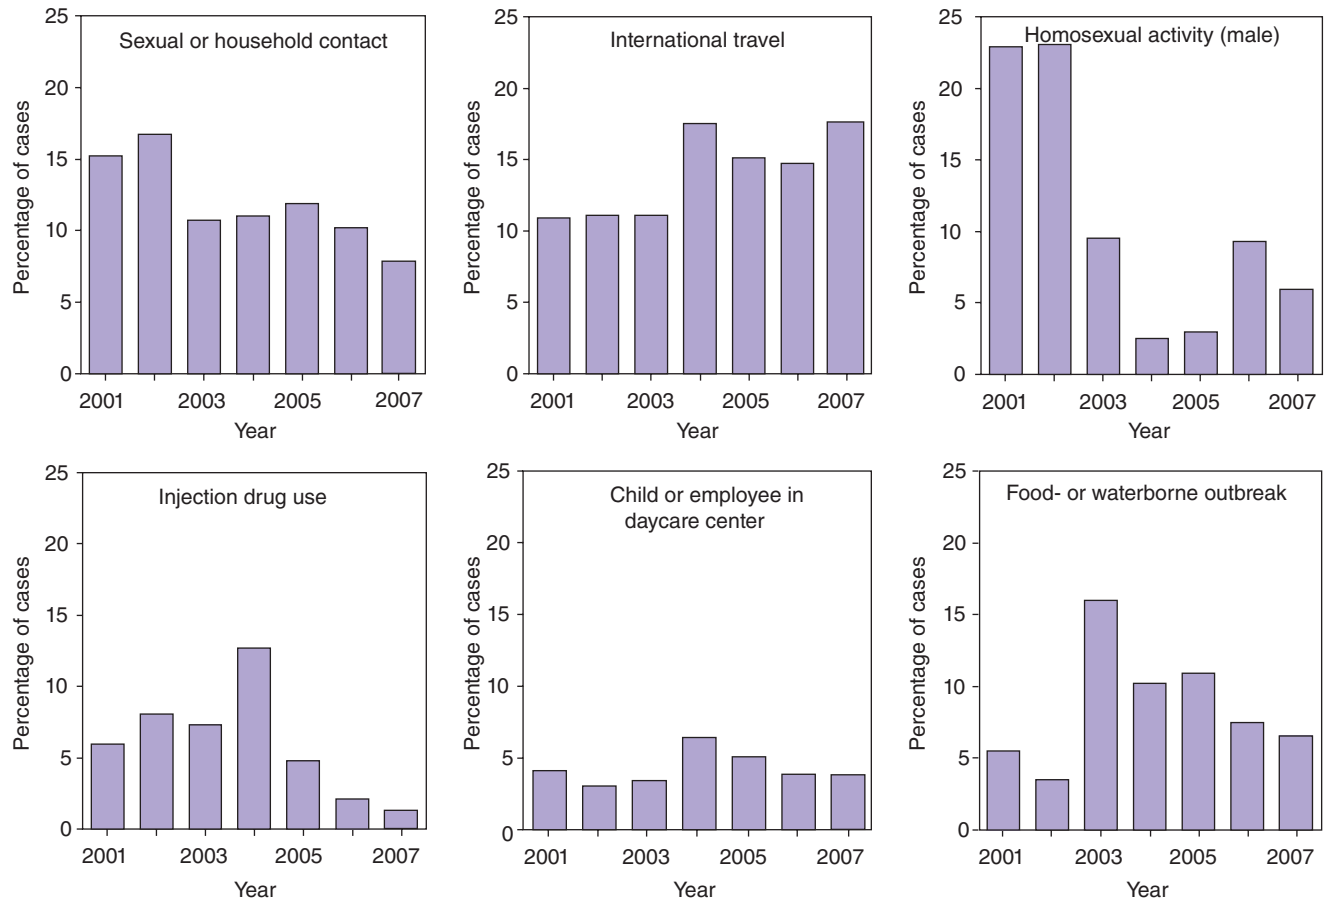 Sexual or household contact
Percentage of cases
25
20
15
10
5
0
2001 2003 2005 2007
Year
International travel
Percentage of cases
25
20
15
10
5
0
2001 2003 2005 2007
Year
Homosexual activity (male)
Percentage of cases
25
20
15
10
5
0
2001 2003 2005 2007
Year
Injection drug use
Percentage of cases
25
20
15
10
5
0
2001 2003 2005 2007
Year
Child or employee in
daycare center
Percentage of cases
25
20
15
10
5
0
2001 2003 2005 2007
Year
Food- or waterborne outbreak
Percentage of cases
25
20
15
10
5
0
2001 2003 2005 2007
Year